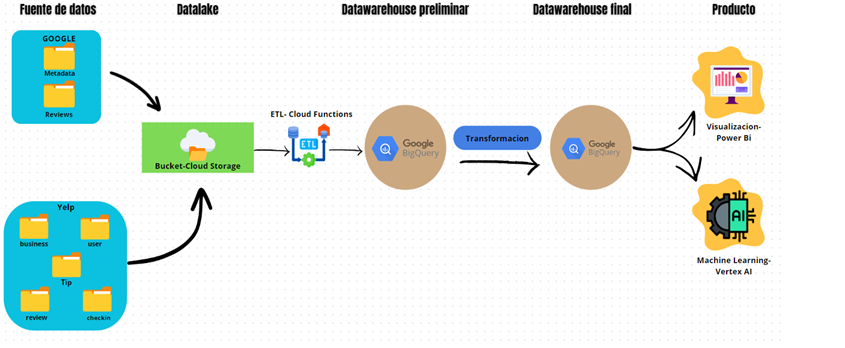 Fuente de datos
Datalake
Datawarehouse preliminar
Datawarehouse final
Producto
GOOGLE
Metadata
Reviews
Bucket-Cloud Storage
ETL- Cloud Functions
ETL
Google
BigQuery
Transformacion
Google
BigQuery
Visualizacion-
Power Bi
AI
Machine Learning-
Vertex AI
Yelp
business
user
Tip
review
checkin